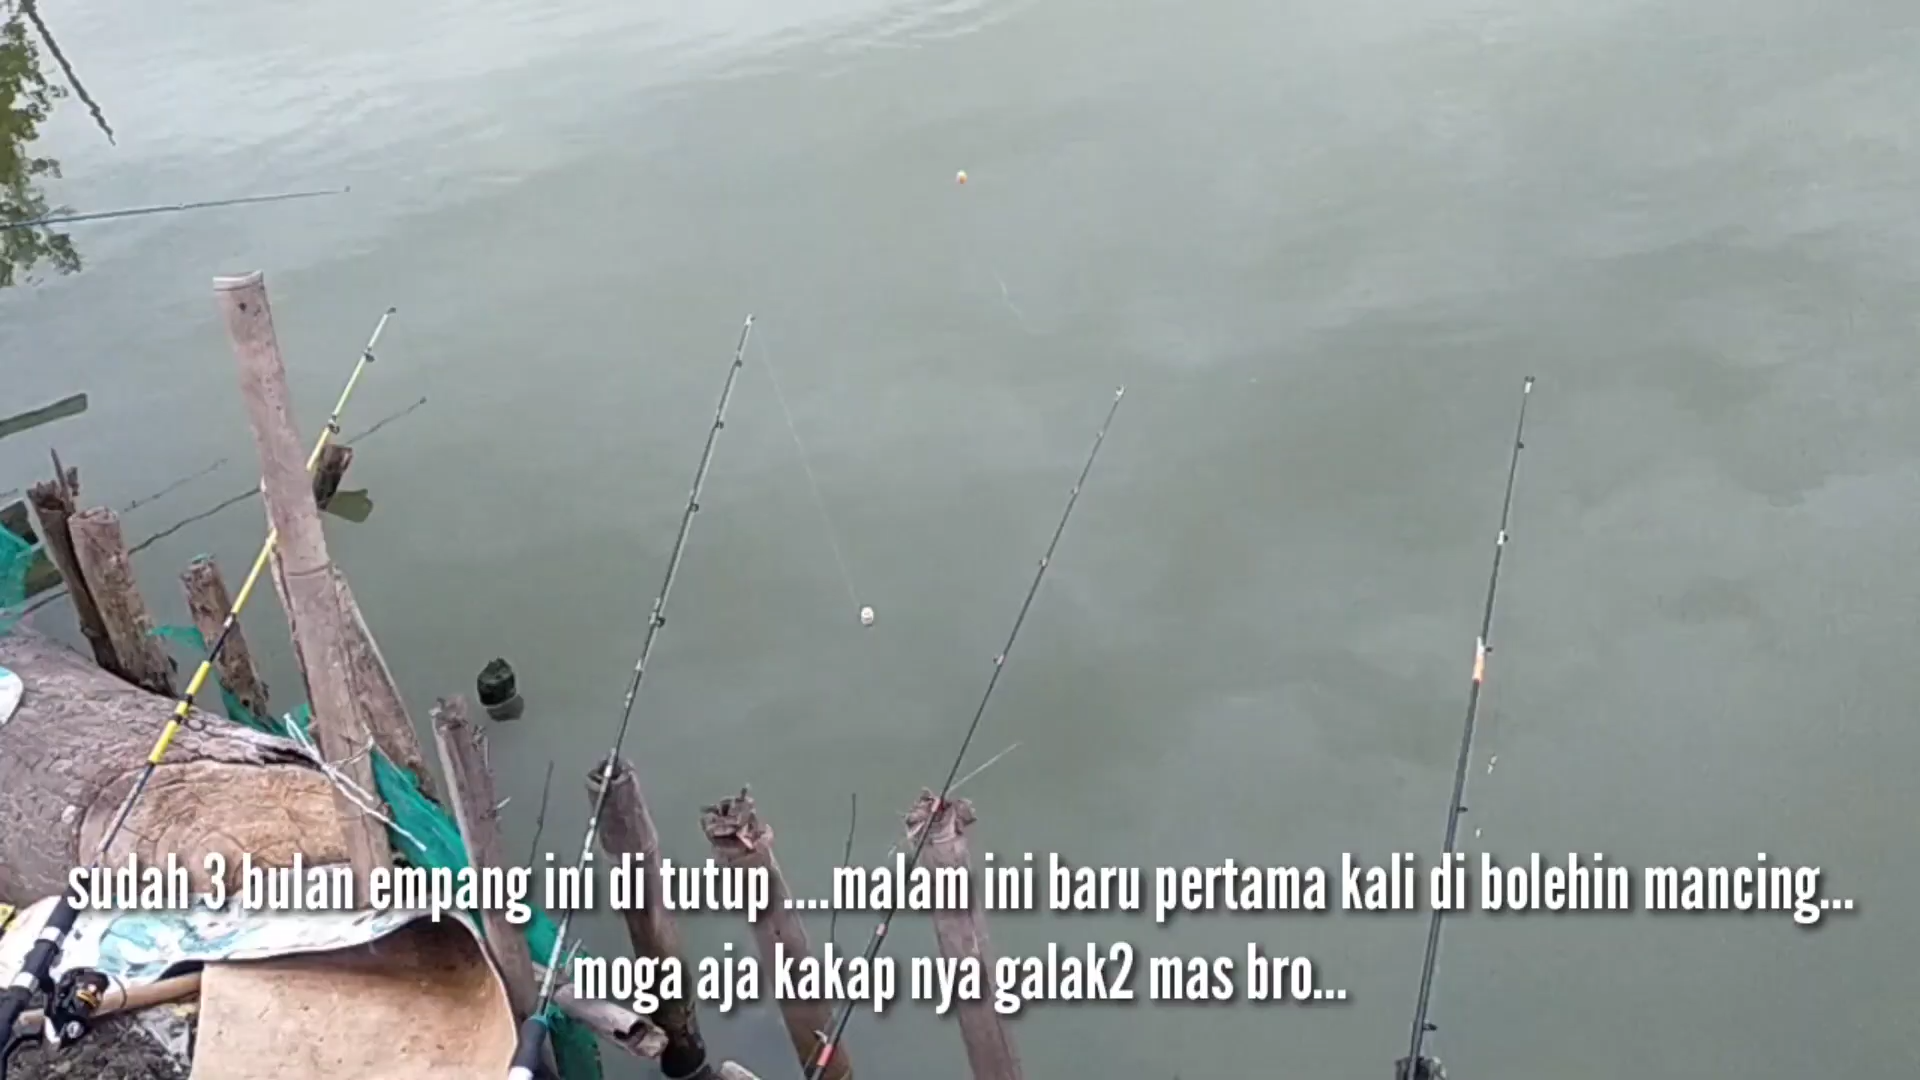 sudah 3 bulan empang ini di tutup ....malam ini baru pertama kali di bolehin mancing...
moga aja kakap nya galak2 mas bro...